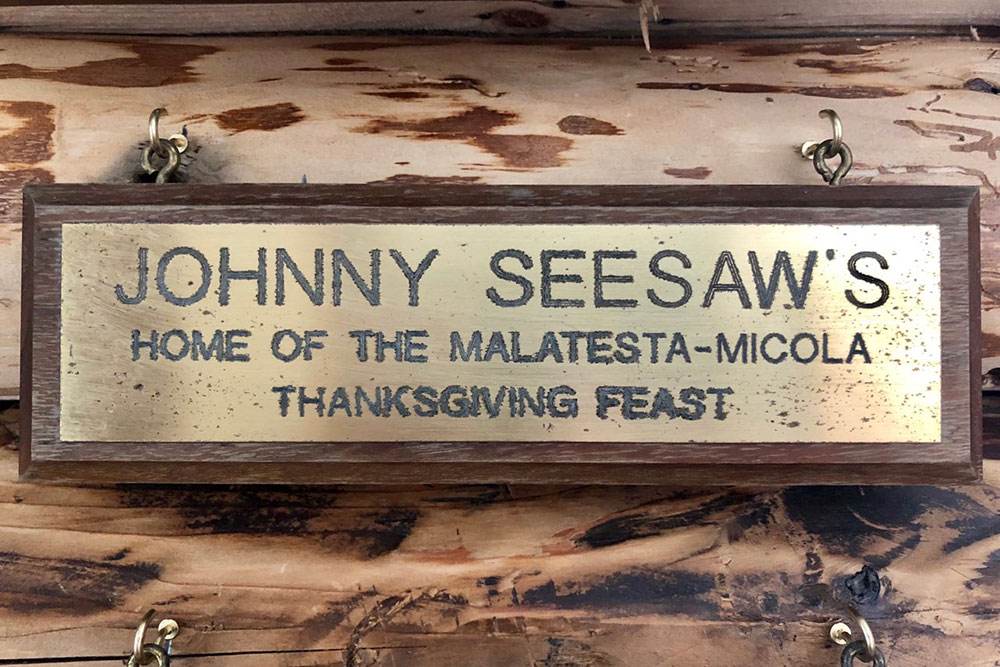 JOHNNY SEESAW'S
HOME OF THE MALATESTA-MICOLA
THANKSGIVING FEAST